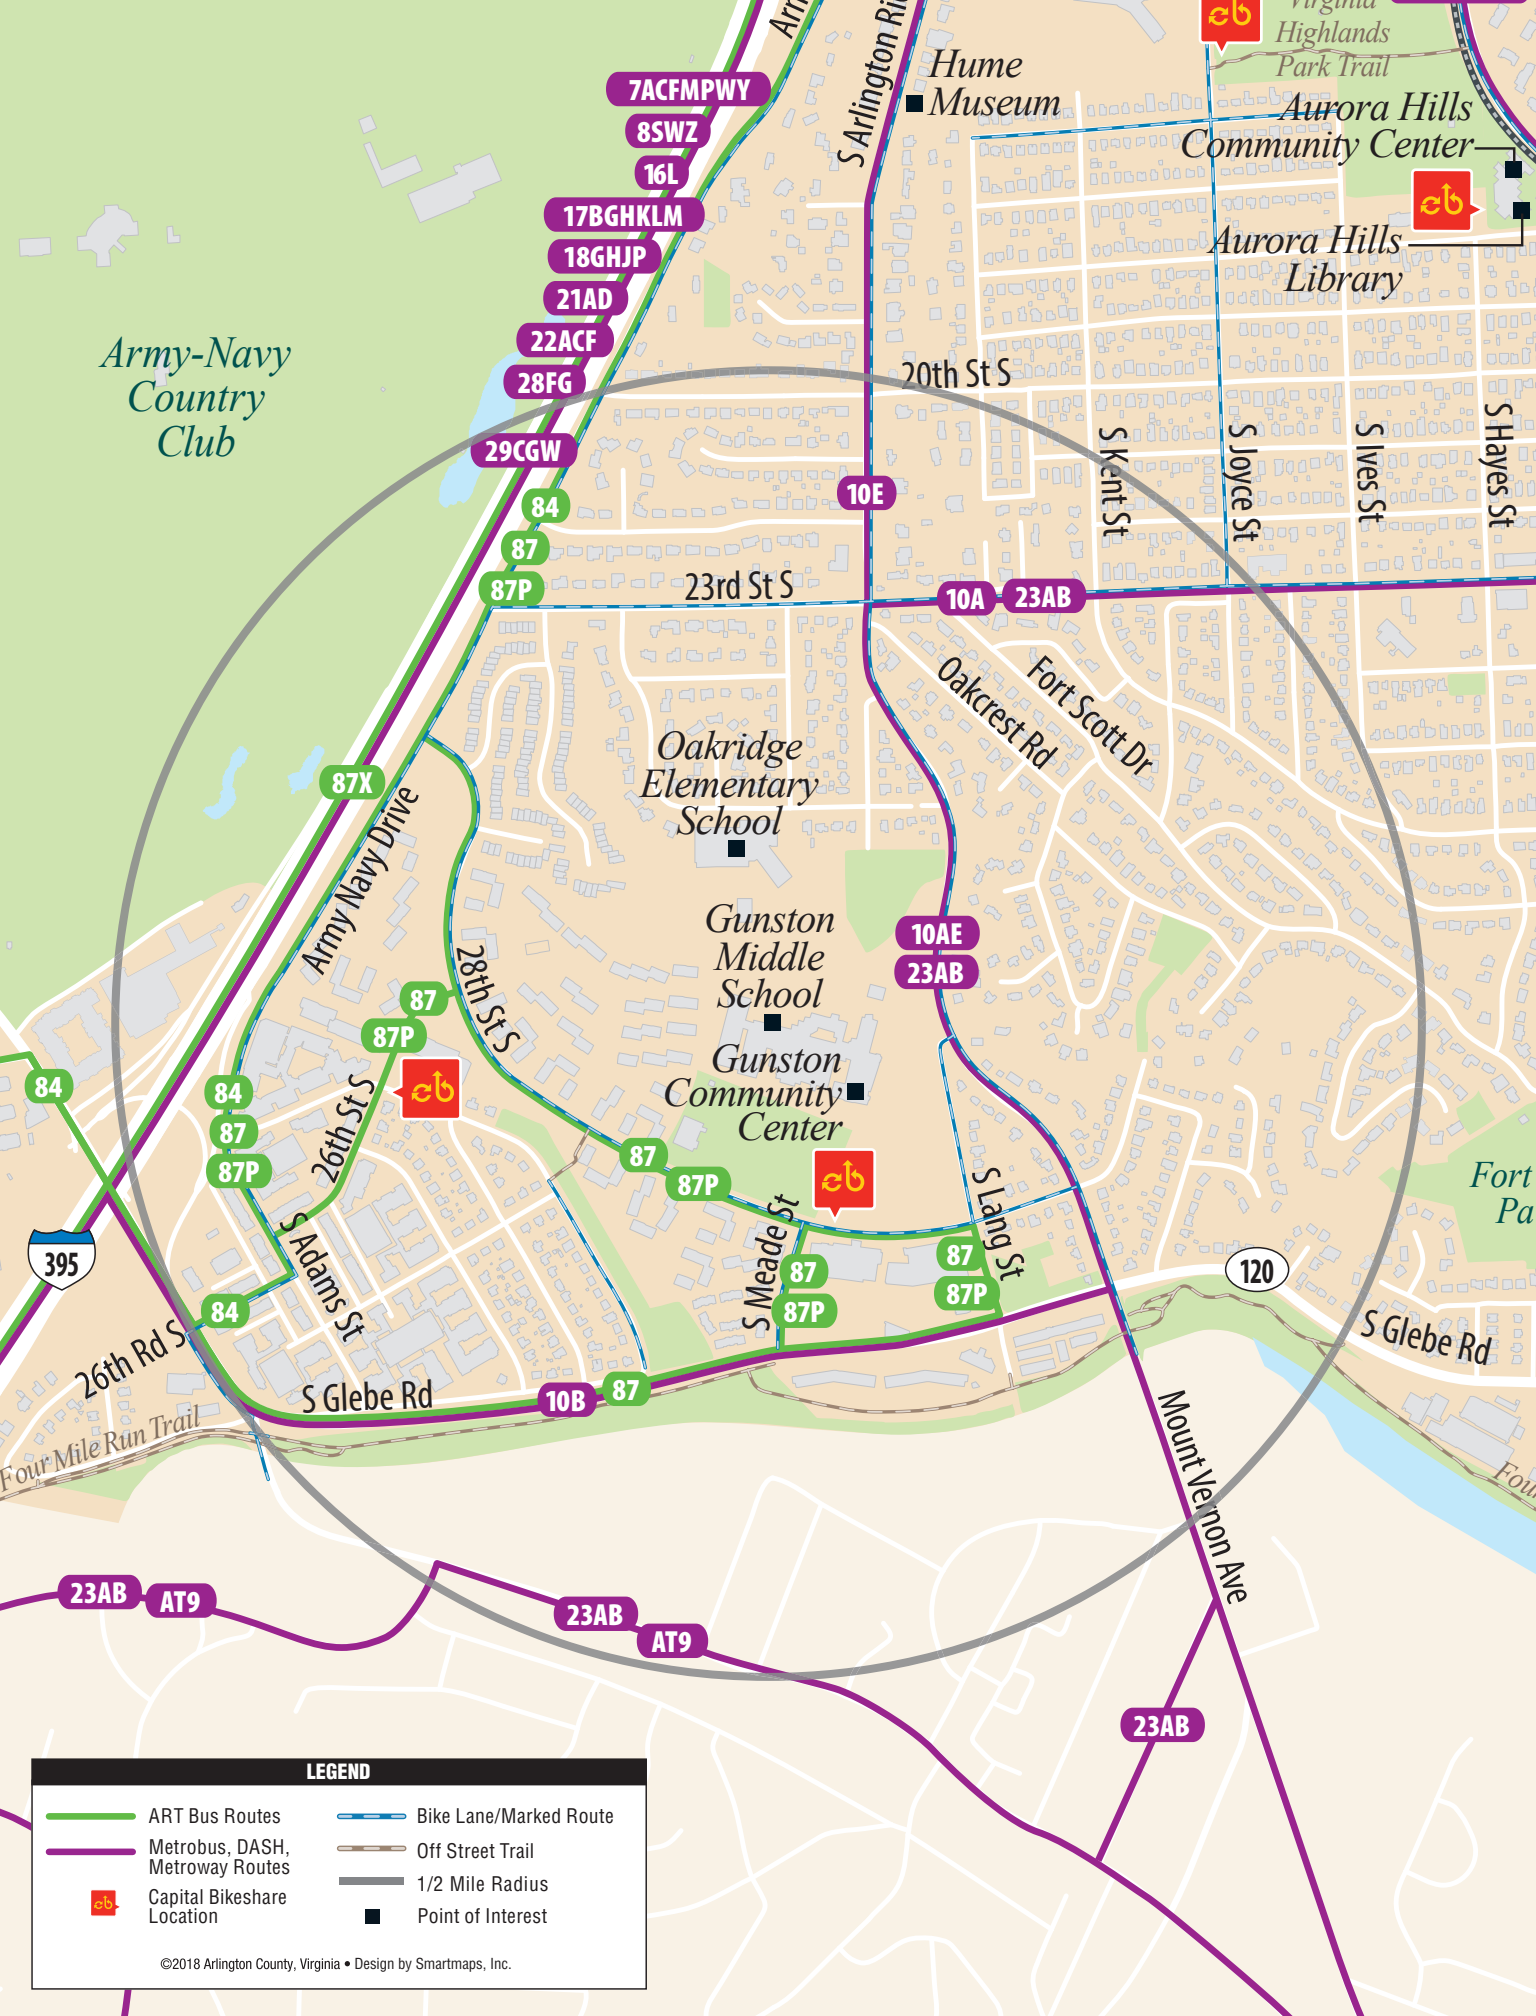 Virginia
Highlands
Park Trail
Hume
Museum
S Arlington
Aurora Hills
Community Center
Aurora Hills
Library
7ACFMPWY
8SWZ
16L
17BGHKLM
18GHJP
21AD
22ACF
28FG
29CGW
Army-Navy
Country
Club
20th St S
S Kent St
S Joyce St
S Ives St
S Hayes St
84
87
87P
10E
23rd St S
10A
23AB
Oakcrest Rd
Fort Scott Dr
87X
Army Navy Drive
Oakridge
Elementary
School
Gunston
Middle
School
10AE
23AB
28th St S
87
87P
84
84
87
87P
26th St S
Gunston
Community
Center
87
87P
S Meade St
S Lang St
87
87P
87
87P
Fort
Pa
395
84
S Adams St
26th Rd S
120
S Glebe Rd
S Glebe Rd
10B
87
Four Mile Run Trail
Mount Vernon Ave
23AB
AT9
23AB
AT9
23AB
LEGEND
ART Bus Routes
Metrobus, DASH,
Metroway Routes
Capital Bikeshare
Location
Bike Lane/Marked Route
Off Street Trail
1/2 Mile Radius
Point of Interest
©2018 Arlington County, Virginia • Design by Smartmaps, Inc.